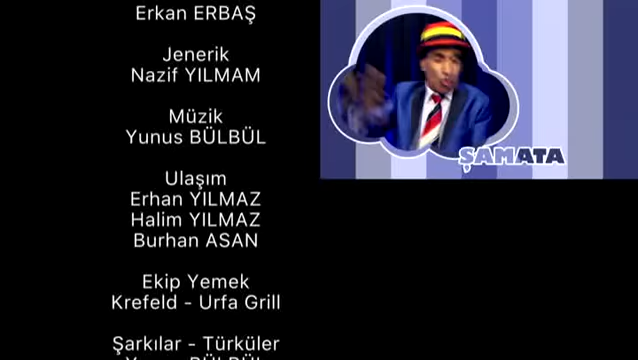 Erkan ERBAŞ
Jenerik
Nazif YILMAM
Müzik
Yunus BÜLBÜL
Ulaşım
Erhan YILMAZ
Halim YILMAZ
Burhan ASAN
Ekip Yemek
Krefeld - Urfa Grill
Şarkılar - Türküler
ŞAMATA